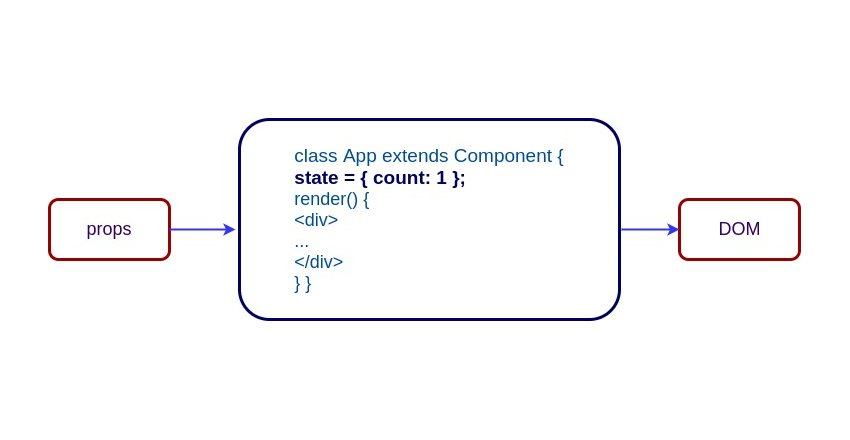 props
class App extends Component {
state = { count: 1 };
render() {
<div>
...
</div>
} }
DOM